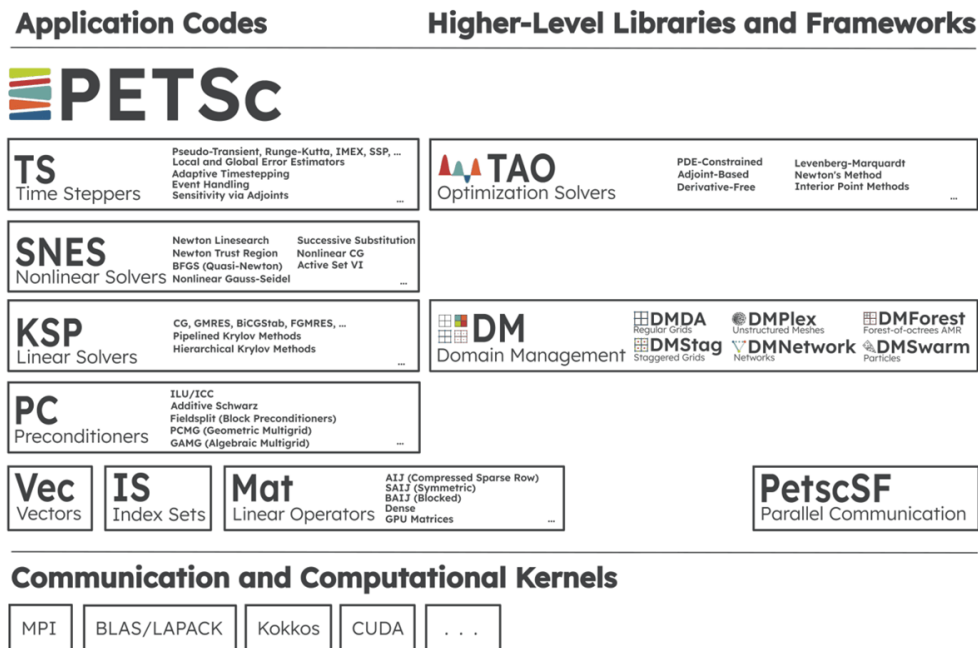 Application Codes
Higher-Level Libraries and Frameworks
PETSc
TS
Time Steppers
Pseudo-Transient, Runge-Kutta, IMEX, SSP, ...
Local and Global Error Estimators
Adaptive Timestepping
Event Handling
Sensitivity via Adjoints
...
TAO
Optimization Solvers
PDE-Constrained
Adjoint-Based
Derivative-Free
Levenberg-Marquardt
Newton's Method
Interior Point Methods
...
SNES
Nonlinear Solvers
Newton Linesearch
Newton Trust Region
BFGS (Quasi-Newton)
Nonlinear Gauss-Seidel
Successive Substitution
Nonlinear CG
Active Set VI
...
KSP
Linear Solvers
CG, GMRES, BiCGStab, FGMRES, ...
Pipelined Krylov Methods
Hierarchical Krylov Methods
...
DM
Domain Management
DMDA
Regular Grids
DMStag
Staggered Grids
DMPlex
Unstructured Meshes
DMNetwork
Networks
DMForest
Forest-of-octrees AMR
DMSwarm
Particles
PC
Preconditioners
ILU/ICC
Additive Schwarz
Fieldsplit (Block Preconditioners)
PCMG (Geometric Multigrid)
GAMG (Algebraic Multigrid)
...
Vec
Vectors
IS
Index Sets
Mat
Linear Operators
AIJ (Compressed Sparse Row)
SAIJ (Symmetric)
BAIJ (Blocked)
Dense
GPU Matrices
...
PetscSF
Parallel Communication
Communication and Computational Kernels
MPI
BLAS/LAPACK
Kokkos
CUDA
. . .